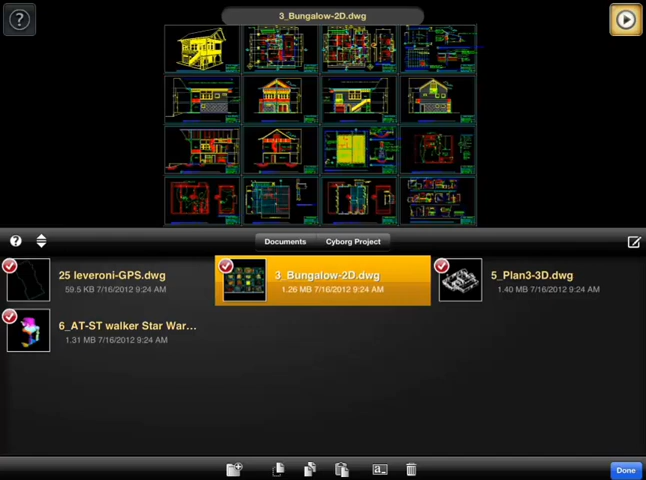 ?
3_Bungalow-2D.dwg
?
Documents
Cyborg Project
25 leveroni-GPS.dwg
59.5 KB 7/16/2012 9:24 AM
3_Bungalow-2D.dwg
1.26 MB 7/16/2012 9:24 AM
5_Plan3-3D.dwg
1.40 MB 7/16/2012 9:24 AM
6_AT-ST walker Star War...
1.31 MB 7/16/2012 9:24 AM
a_
Done